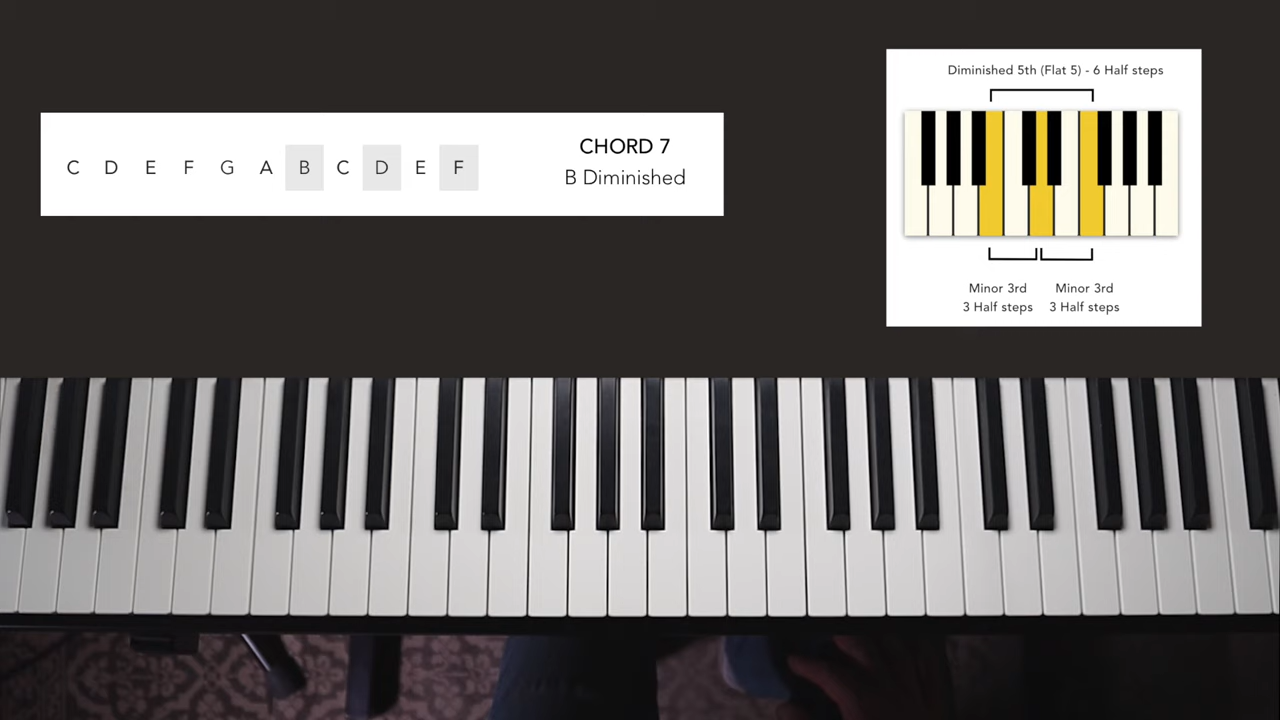 C D E F G A B C D E F
CHORD 7
B Diminished
Diminished 5th (Flat 5) - 6 Half steps
Minor 3rd
3 Half steps
Minor 3rd
3 Half steps